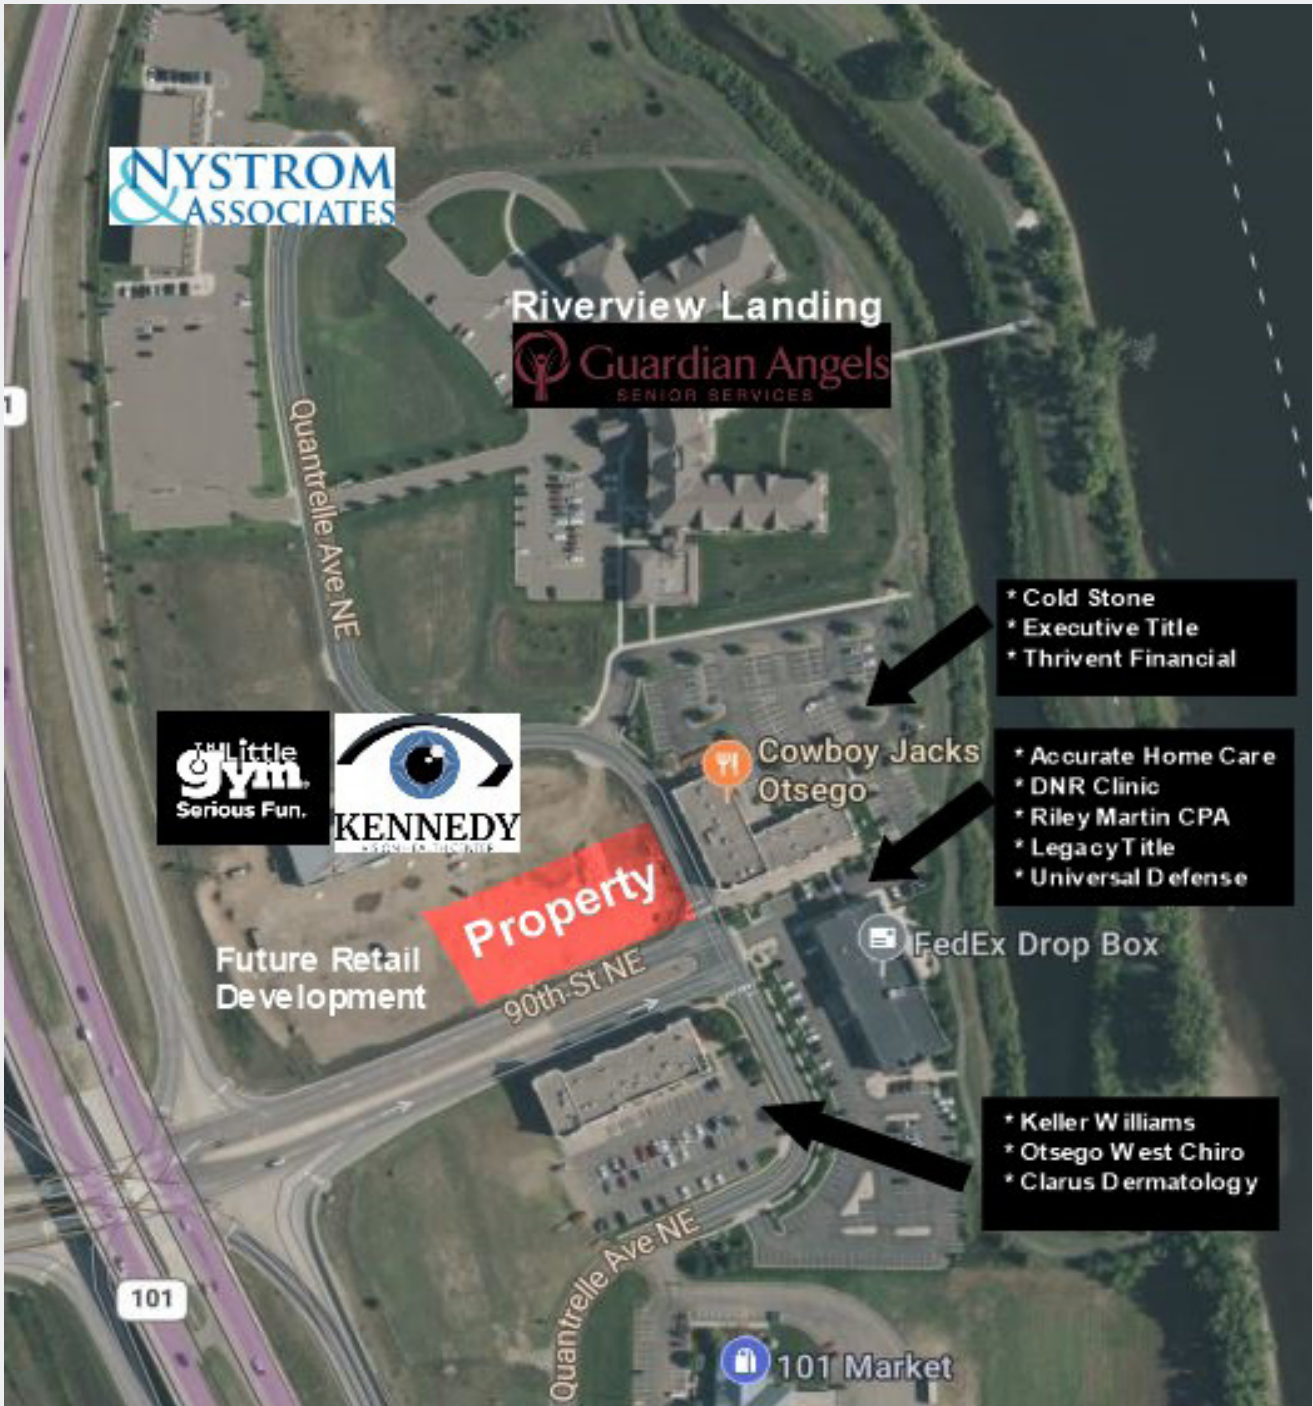 NYSTROM
& ASSOCIATES
Riverview Landing
Guardian Angels
SENIOR SERVICES
1
Quantrelle Ave NE
* Cold Stone
* Executive Title
* Thrivent Financial
THE Little
gym.
Serious Fun.
KENNEDY
Cowboy Jacks
Otsego
* Accurate Home Care
* DNR Clinic
* Riley Martin CPA
* Legacy Title
* Universal Defense
Property
FedEx Drop Box
Future Retail
Development
90th St NE
* Keller Williams
* Otsego West Chiro
* Clarus Dermatology
Quantrelle Ave NE
101
101 Market